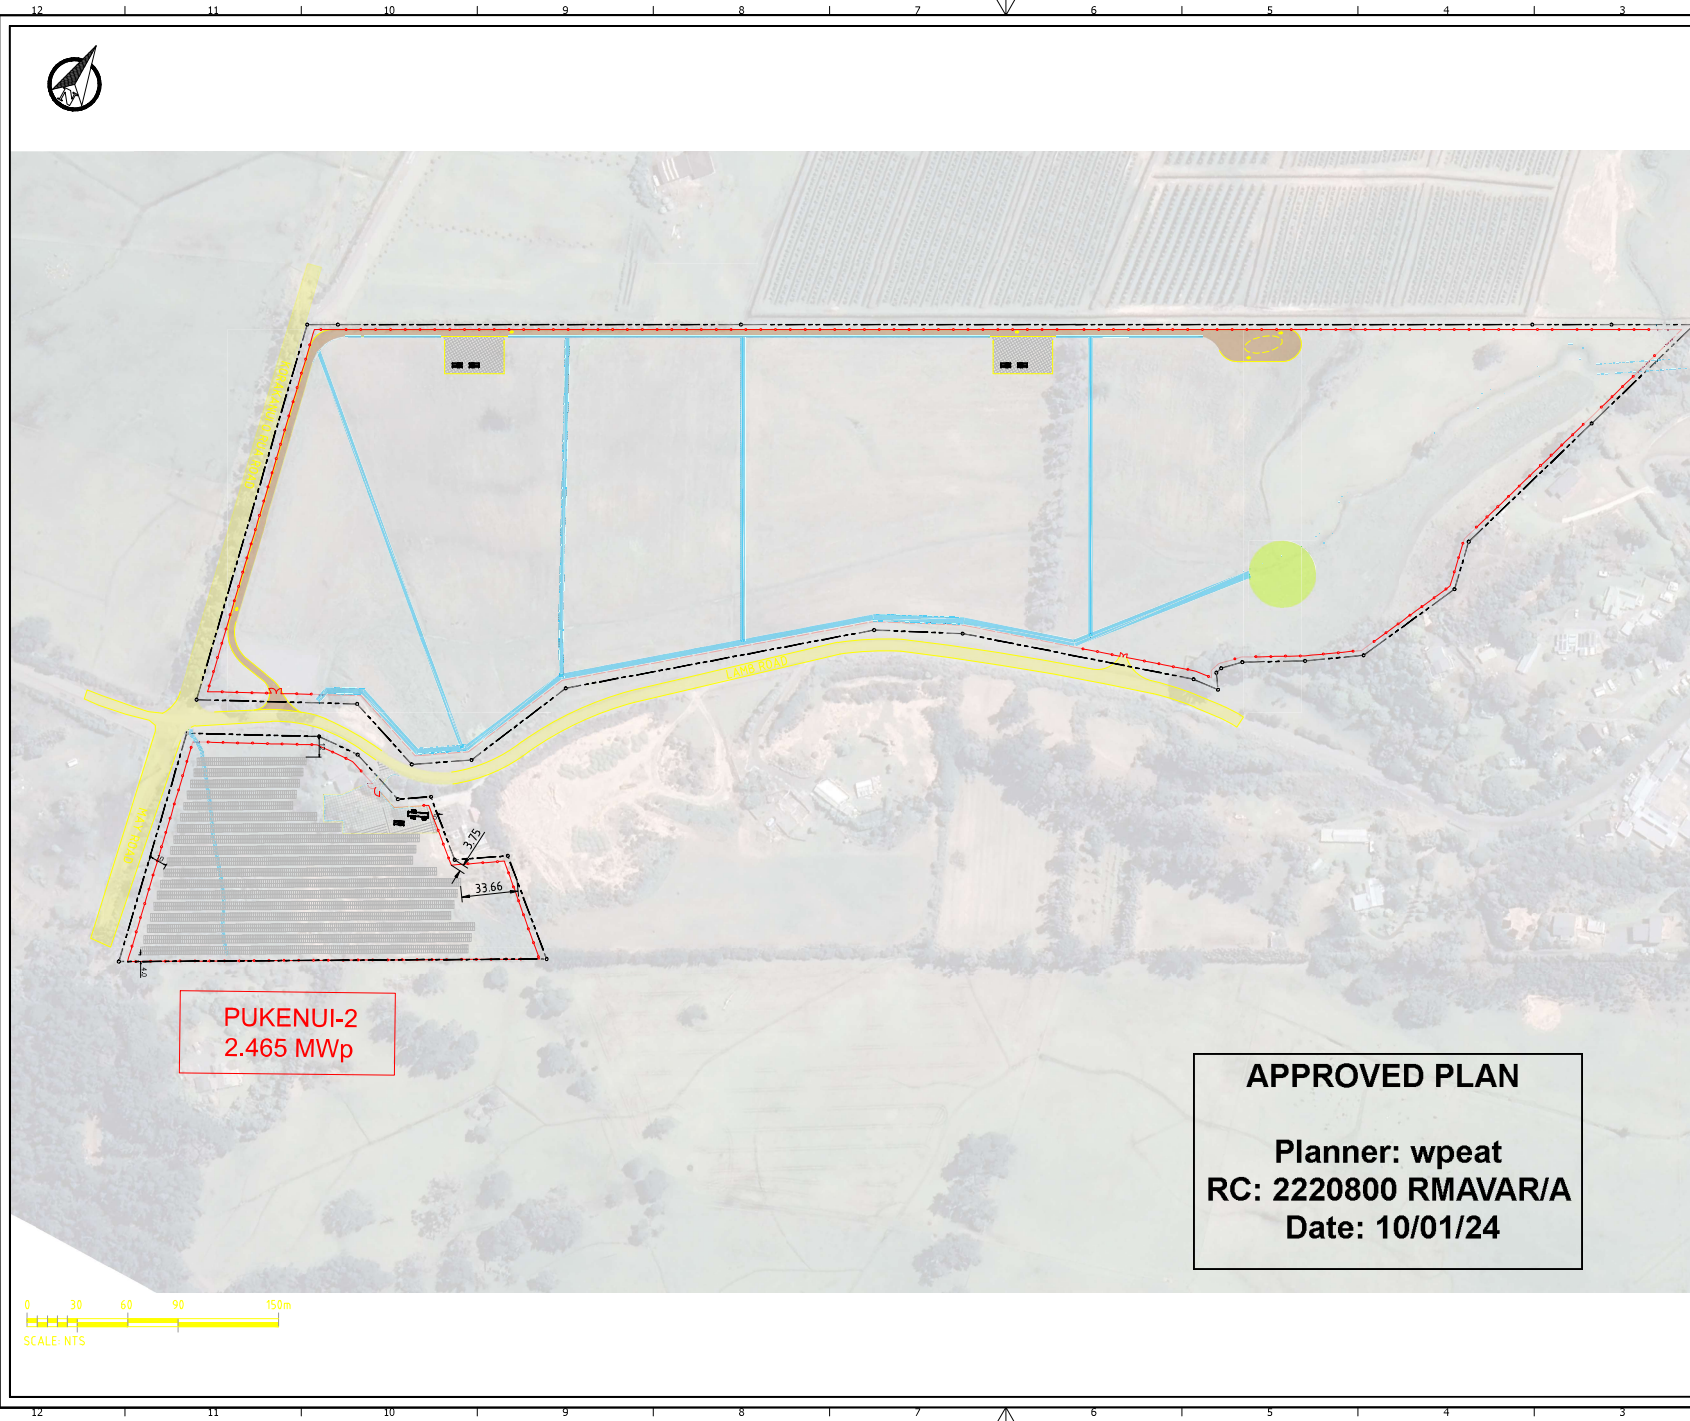 12 11 10 9 8 7 6 5 4 3
N
3.75
33.66
4.0
PUKENUI-2
2.465 MWp
APPROVED PLAN
Planner: wpeat
RC: 2220800 RMAVAR/A
Date: 10/01/24
0 30 60 90 150m
SCALE: NTS
12 11 10 9 8 7 6 5 4 3